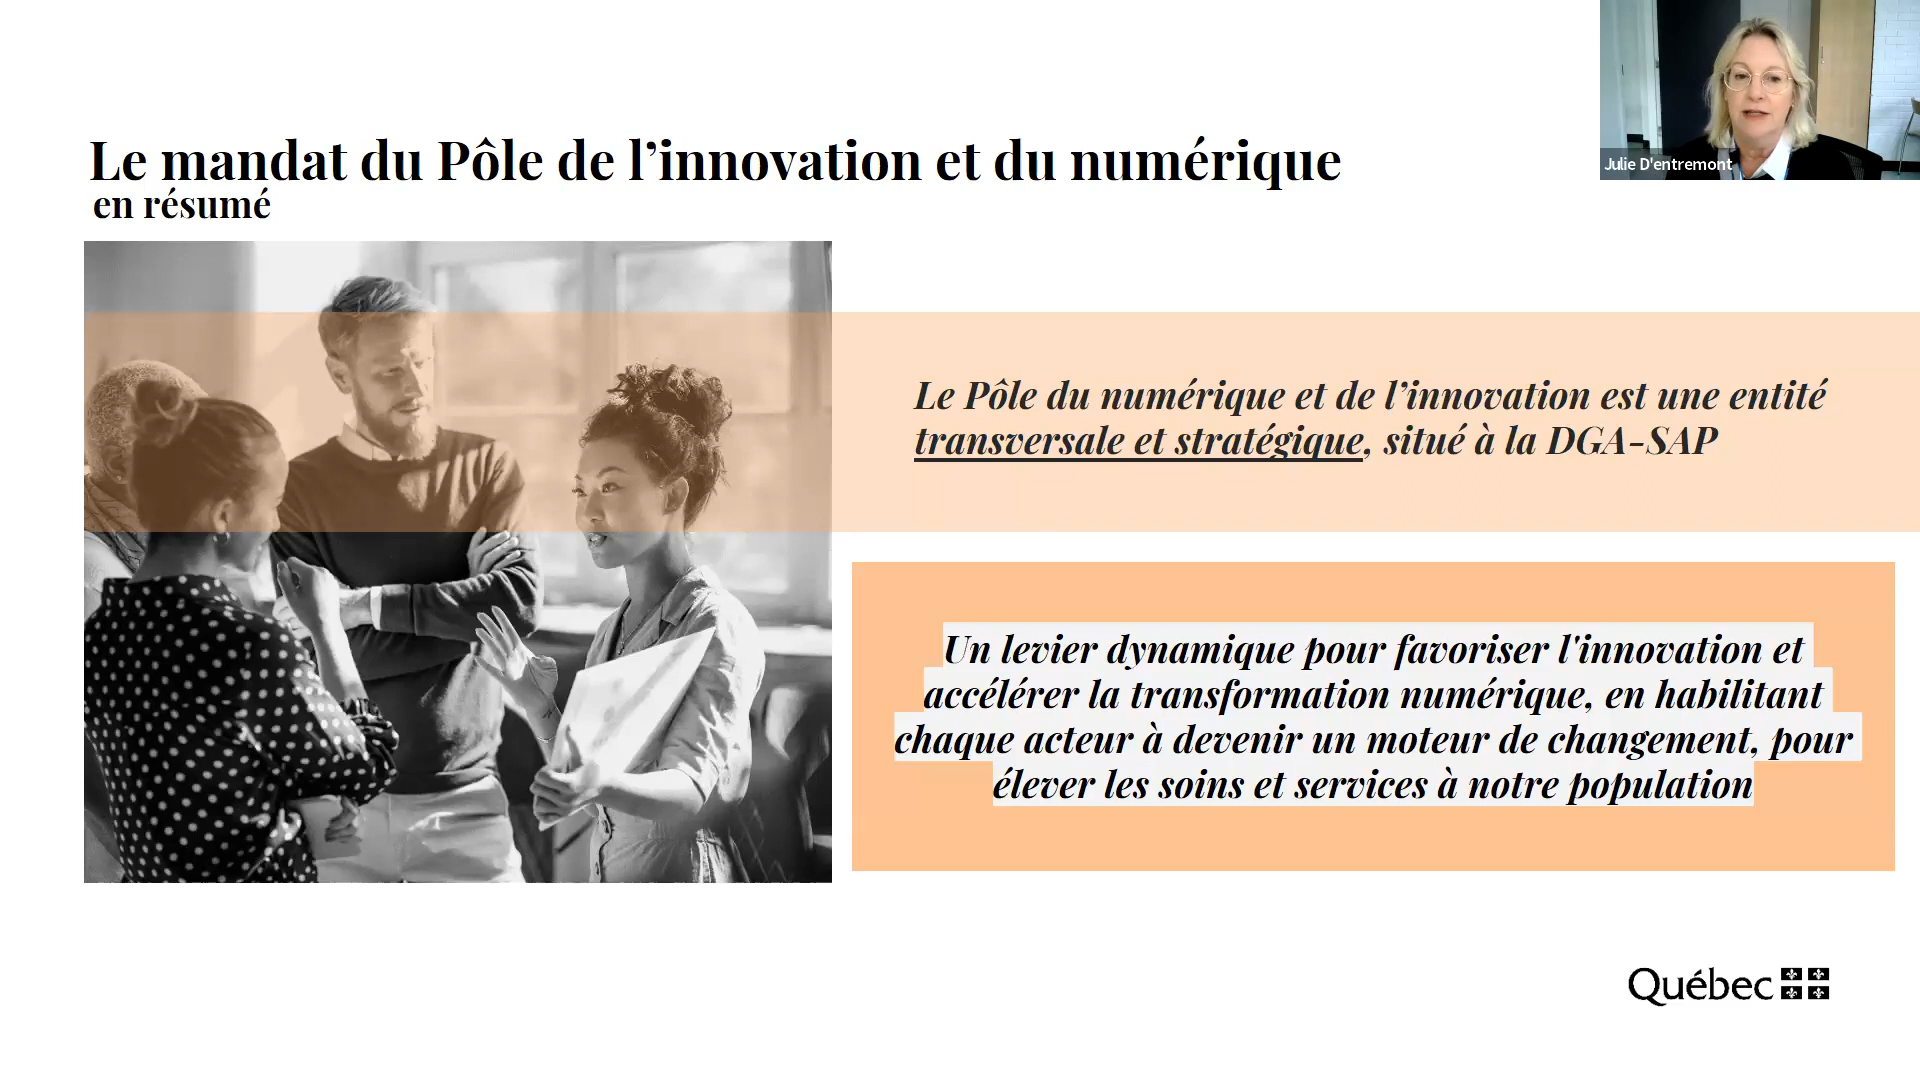 Le mandat du Pôle de l’innovation et du numérique
en résumé
Julie D'entremont
Le Pôle du numérique et de l’innovation est une entité
transversale et stratégique, situé à la DGA-SAP
Un levier dynamique pour favoriser l'innovation et
accélérer la transformation numérique, en habilitant
chaque acteur à devenir un moteur de changement, pour
élever les soins et services à notre population
Québec